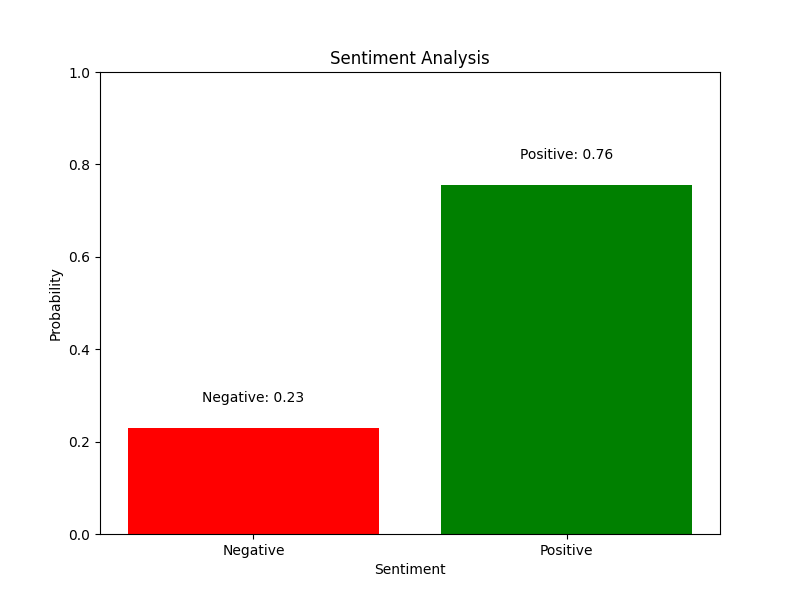 Sentiment Analysis
1.0
Positive: 0.76
0.8
0.6
Probability
0.4
Negative: 0.23
0.2
0.0
Negative Positive
Sentiment